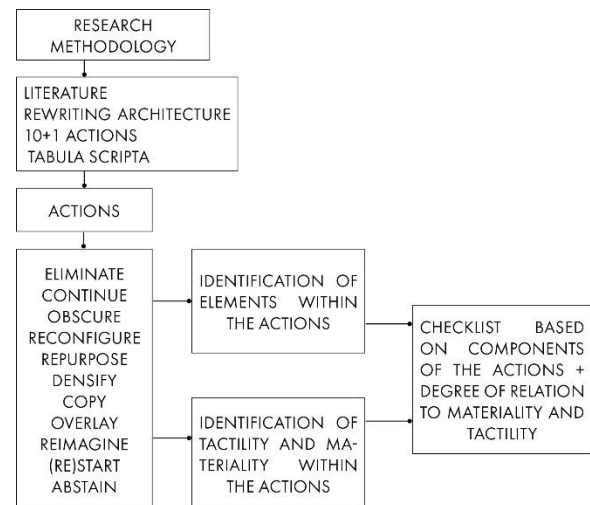 RESEARCH
METHODOLOGY
LITERATURE
REWRITING ARCHITECTURE
10+1 ACTIONS
TABULA SCRIPTA
ACTIONS
ELIMINATE
CONTINUE
OBSCURE
RECONFIGURE
REPURPOSE
DENSIFY
COPY
OVERLAY
REIMAGINE
(RE)START
ABSTAIN
IDENTIFICATION OF
ELEMENTS WITHIN
THE ACTIONS
IDENTIFICATION OF
TACTILITY AND MA-
TERIALITY WITHIN
THE ACTIONS
CHECKLIST BASED
ON COMPONENTS
OF THE ACTIONS +
DEGREE OF RELATION
TO MATERIALITY AND
TACTILITY